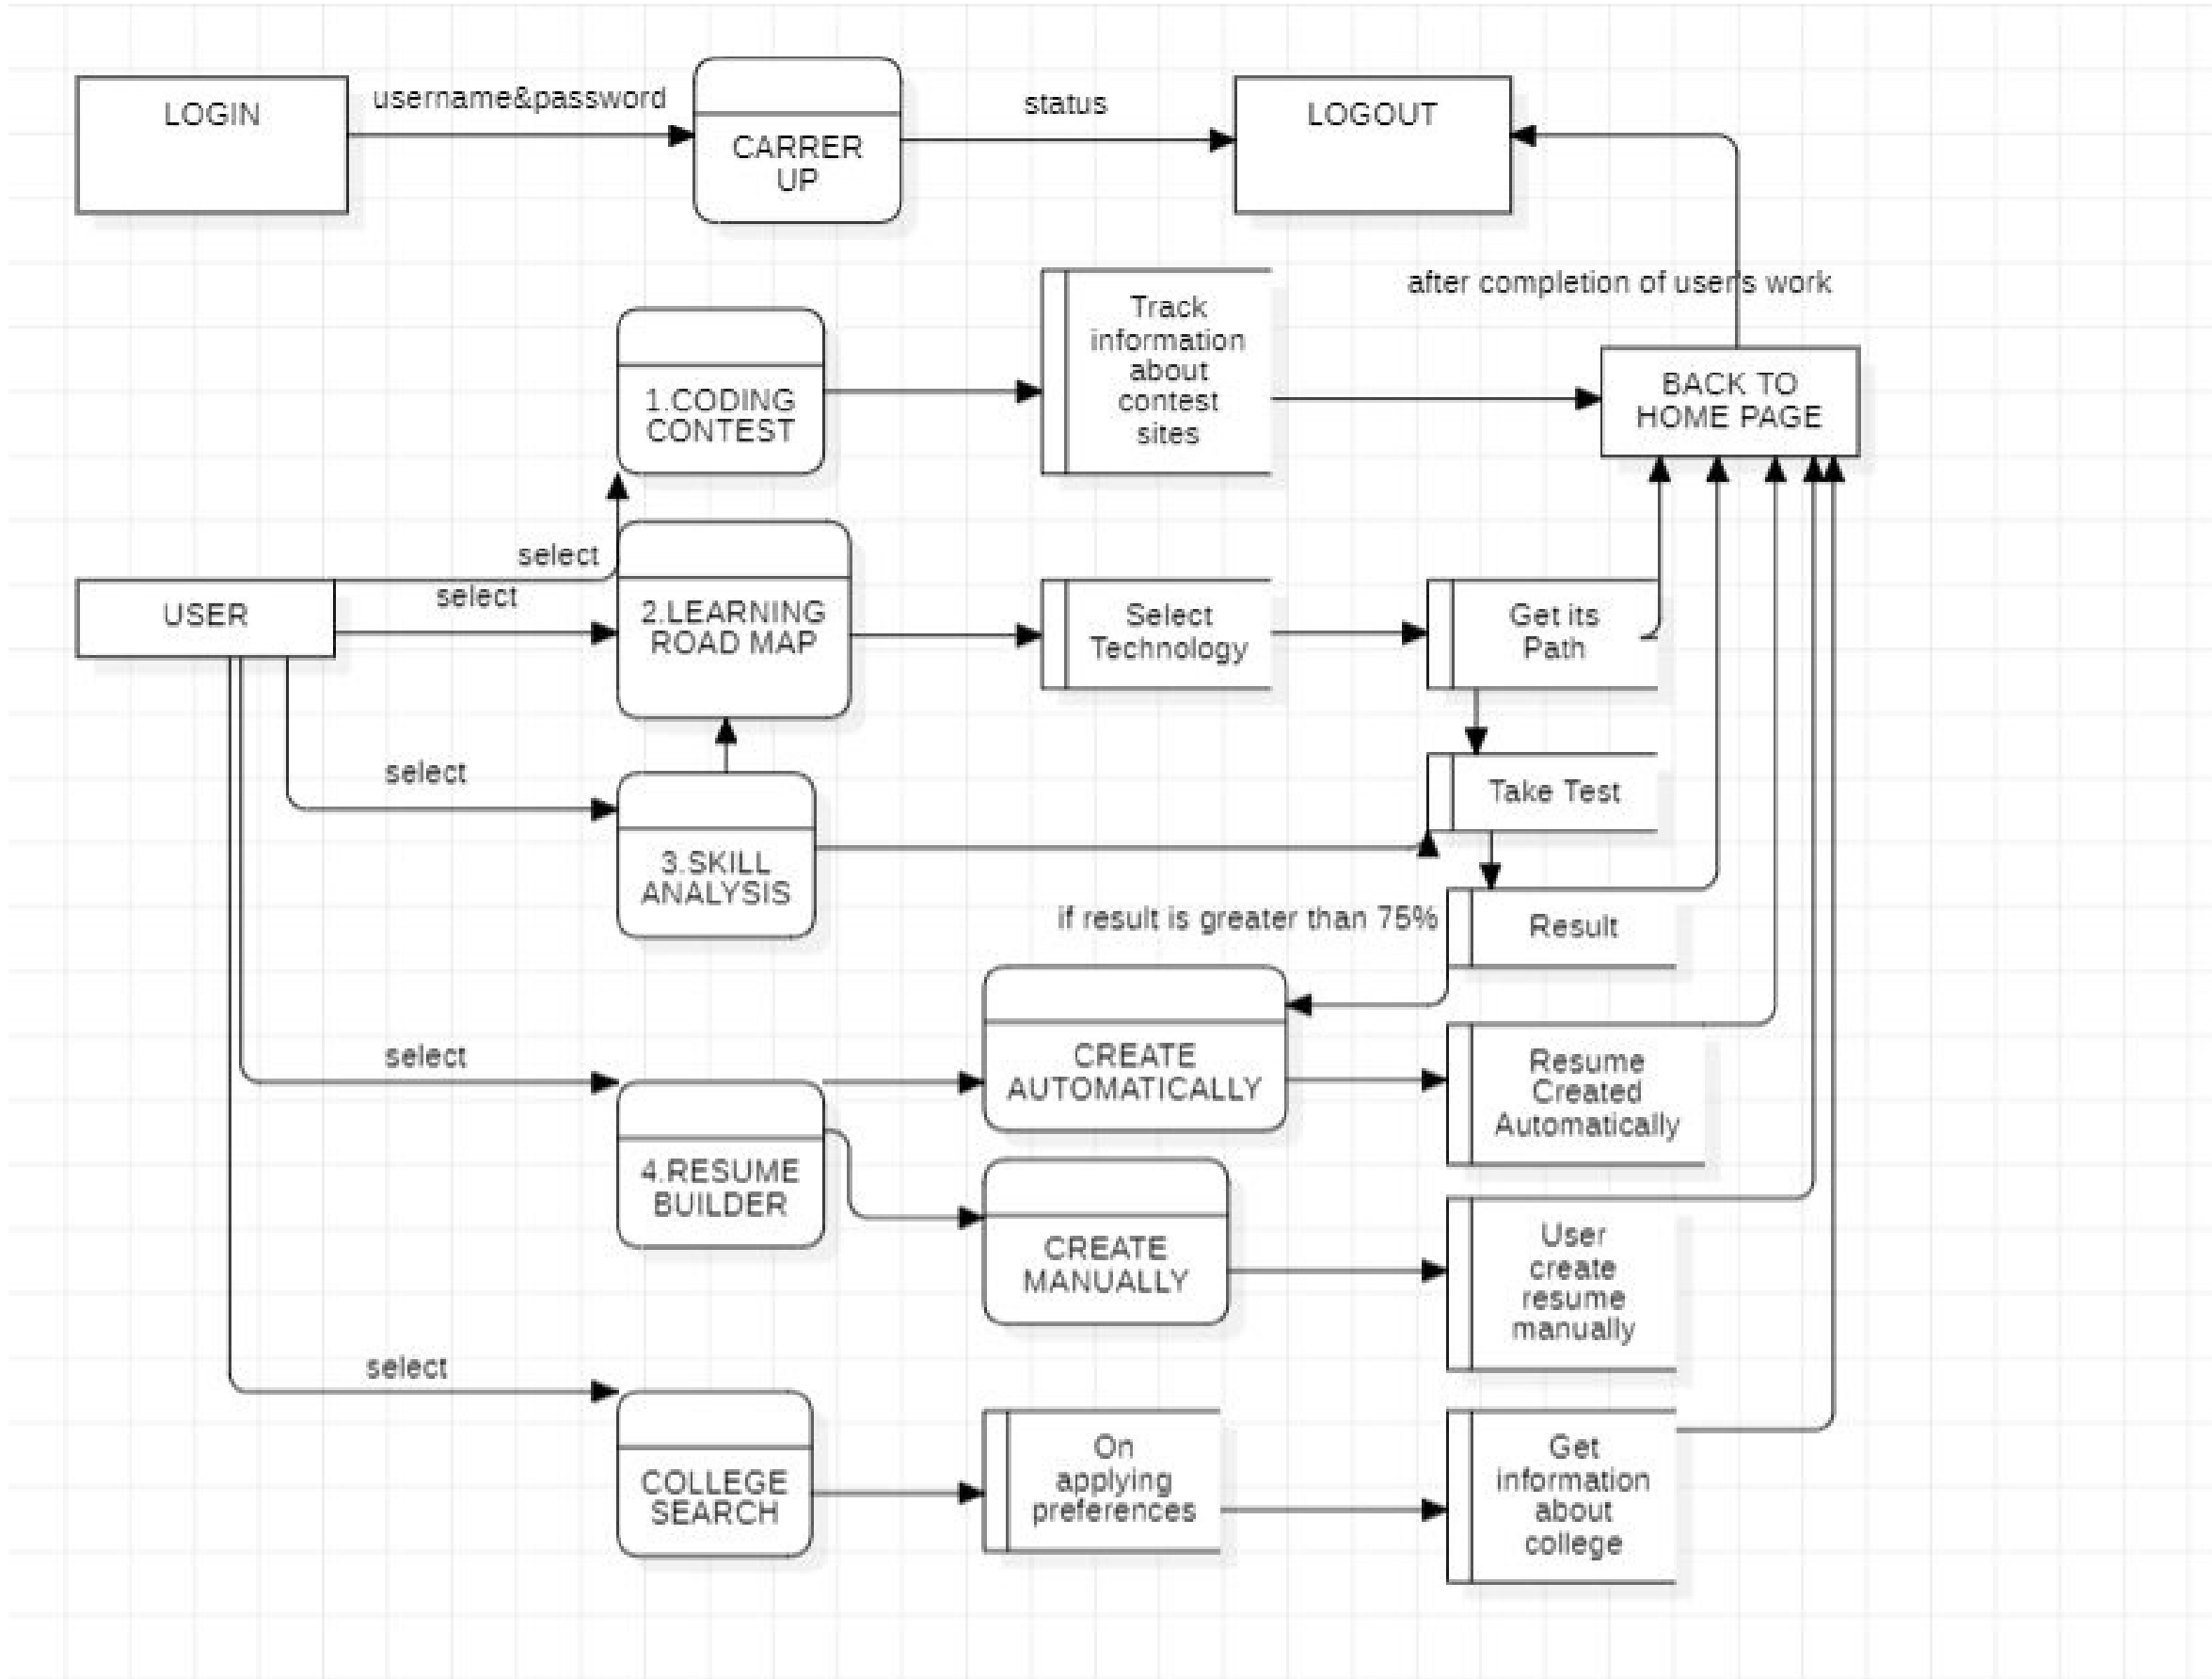 LOGIN
username&password
CARRER
UP
status
LOGOUT
after completion of user's work
1.CODING
CONTEST
Track
information
about
contest
sites
BACK TO
HOME PAGE
select
select
USER
2.LEARNING
ROAD MAP
Select
Technology
Get its
Path
select
3.SKILL
ANALYSIS
Take Test
if result is greater than 75%
Result
select
4.RESUME
BUILDER
CREATE
AUTOMATICALLY
Resume
Created
Automatically
CREATE
MANUALLY
User
create
resume
manually
select
COLLEGE
SEARCH
On
applying
preferences
Get
information
about
college